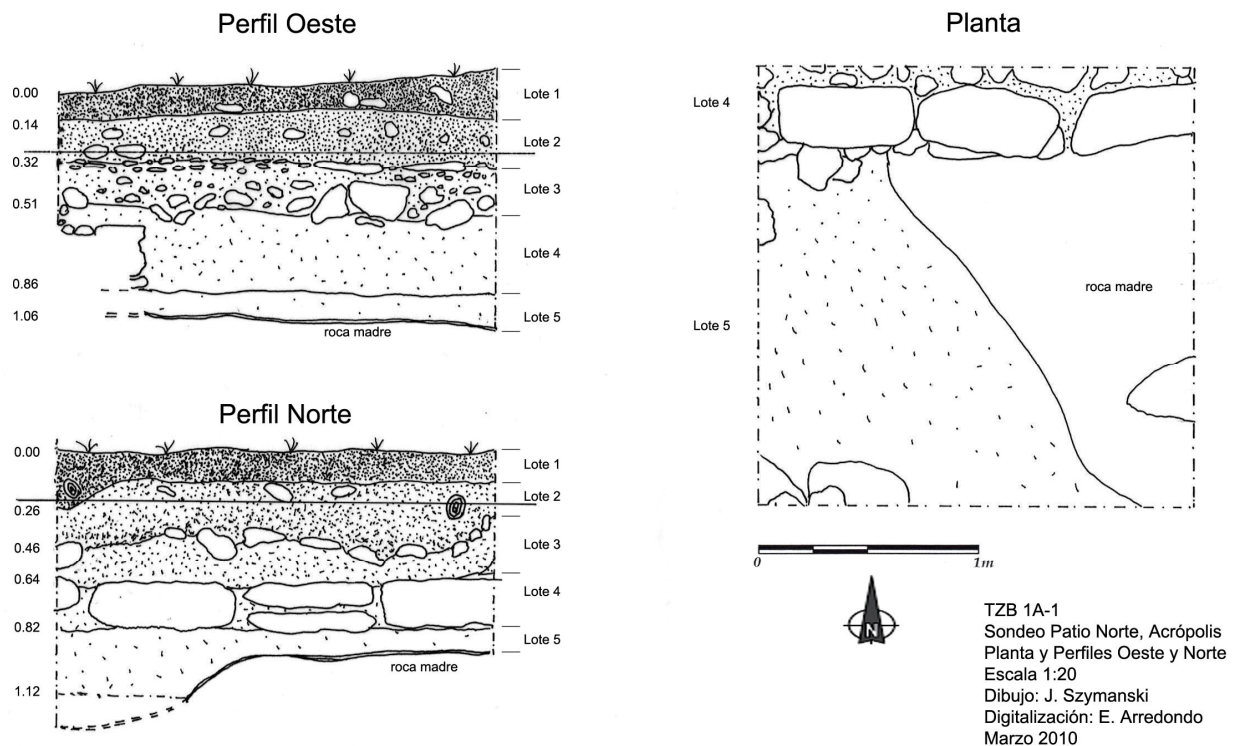 Perfil Oeste
0.00
0.14
0.32
0.51
0.86
1.06
Lote 1
Lote 2
Lote 3
Lote 4
Lote 5
roca madre
Perfil Norte
0.00
0.26
0.46
0.64
0.82
1.12
Lote 1
Lote 2
Lote 3
Lote 4
Lote 5
roca madre
Planta
Lote 4
Lote 5
roca madre
0 1m
N
TZB 1A-1
Sondeo Patio Norte, Acrópolis
Planta y Perfiles Oeste y Norte
Escala 1:20
Dibujo: J. Szymanski
Digitalización: E. Arredondo
Marzo 2010